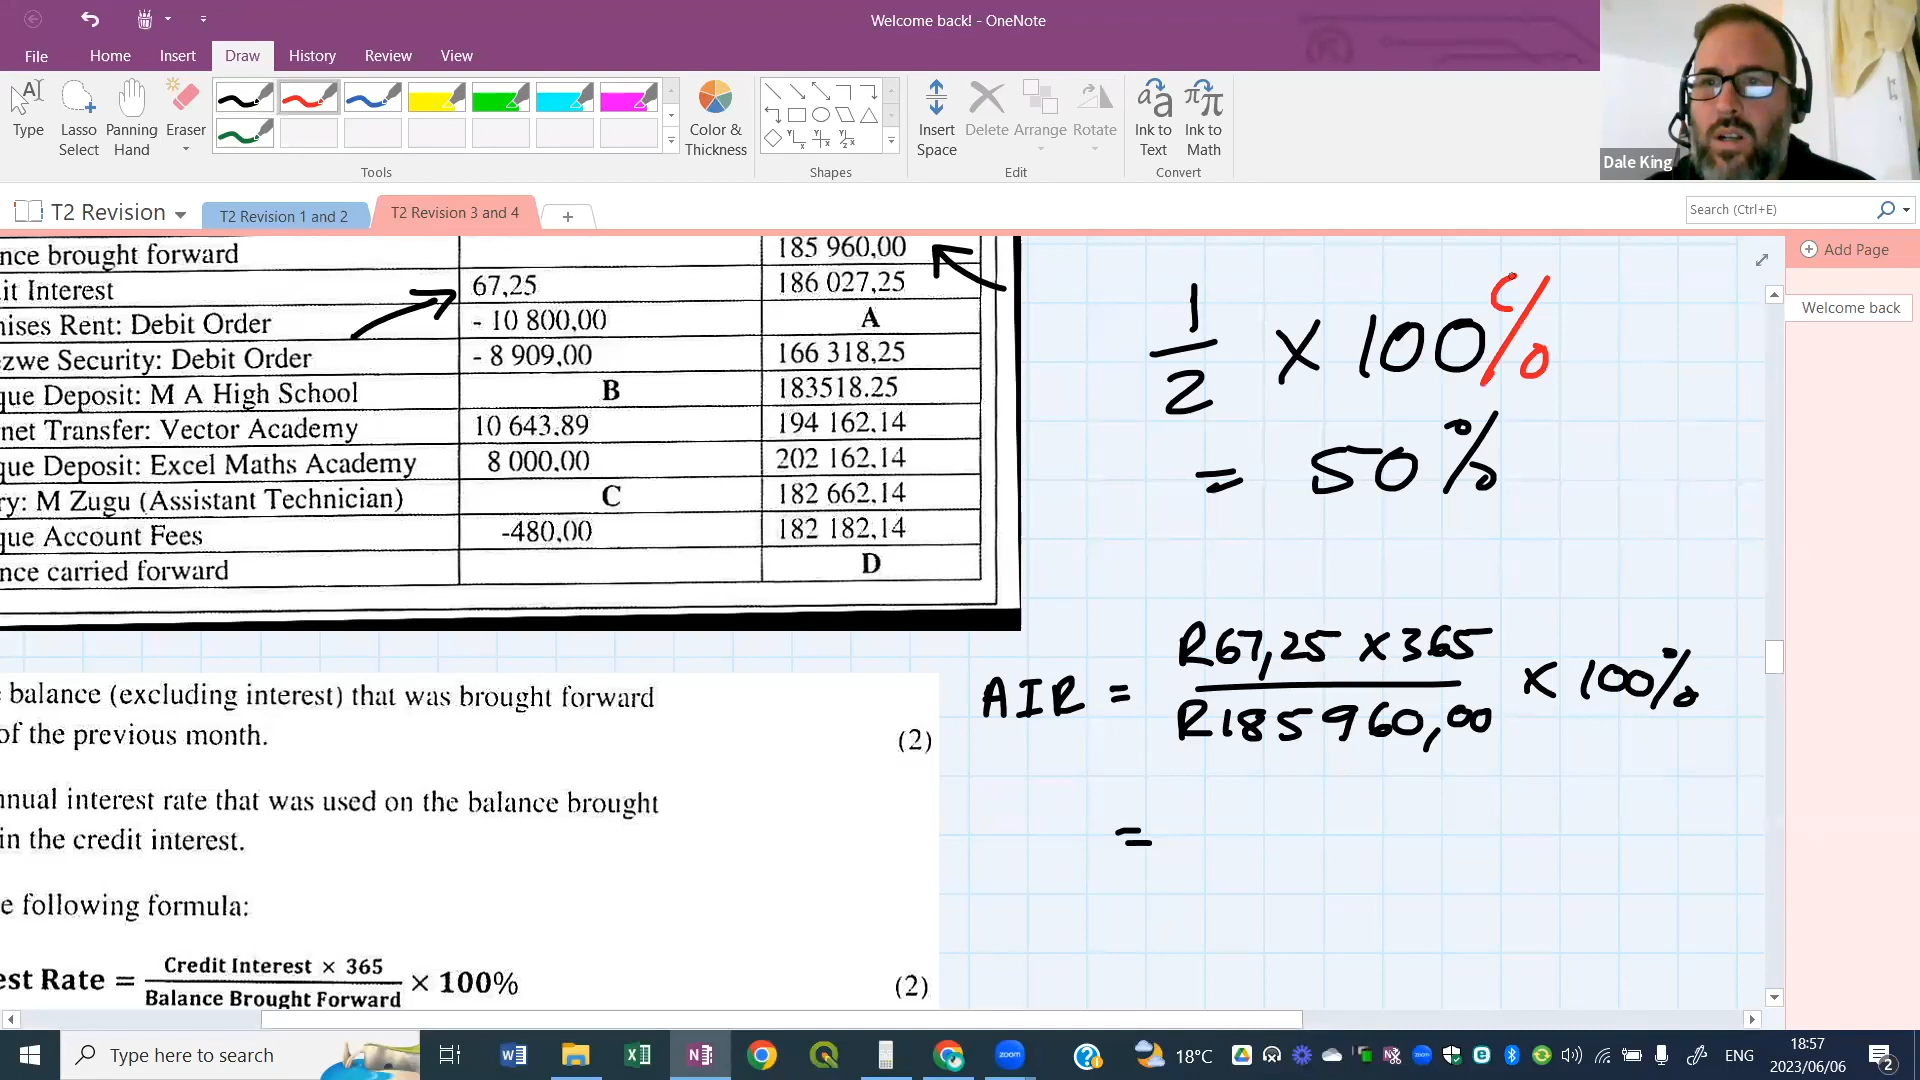 Welcome back! - OneNote
File Home Insert Draw History Review View
Type
Lasso Select
Panning Hand
Eraser
Color & Thickness
Insert Space
Delete
Arrange
Rotate
Ink to Text
Ink to Math
Tools
Shapes
Edit
Convert
Dale King
T2 Revision
T2 Revision 1 and 2
T2 Revision 3 and 4
+
Search (Ctrl+E)
Add Page
Welcome back
nce brought forward 185 960,00
it Interest 67,25 186 027,25
nises Rent: Debit Order - 10 800,00 A
ezwe Security: Debit Order - 8 909,00 166 318,25
que Deposit: M A High School B 183518.25
rnet Transfer: Vector Academy 10 643,89 194 162,14
que Deposit: Excel Maths Academy 8 000,00 202 162,14
ry: M Zugu (Assistant Technician) C 182 662,14
que Account Fees -480,00 182 182,14
nce carried forward D
1/2 × 100%
= 50%
AIR = R67,25 × 365 / R185 960,00 × 100%
=
e balance (excluding interest) that was brought forward
of the previous month. (2)
nnual interest rate that was used on the balance brought
in the credit interest.
e following formula:
est Rate = Credit Interest × 365 / Balance Brought Forward × 100% (2)
Type here to search
zoom
18°C
ENG
18:57
2023/06/06
2